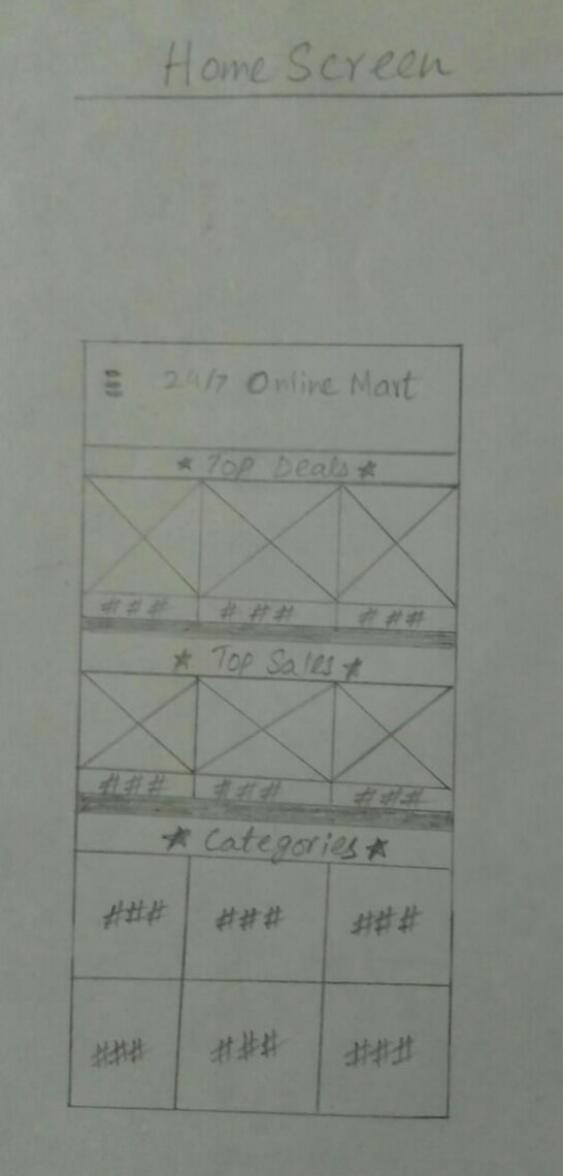 Home Screen
24/7 Online Mart
★ Top Deals ★
### ### ###
★ Top Sales ★
### ### ###
★ Categories ★
### ### ###
### ### ###